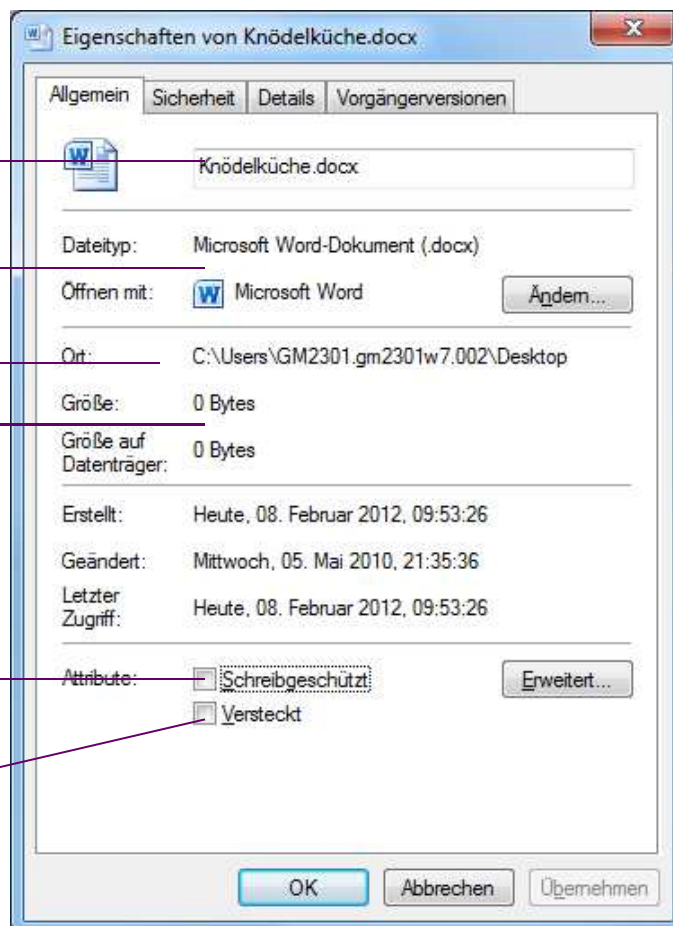 Eigenschaften von Knödelküche.docx
Allgemein Sicherheit Details Vorgängerversionen
Knödelküche.docx
Dateityp: Microsoft Word-Dokument (.docx)
Öffnen mit: Microsoft Word Ändern...
Ort: C:\Users\GM2301.gm2301w7.002\Desktop
Größe: 0 Bytes
Größe auf Datenträger: 0 Bytes
Erstellt: Heute, 08. Februar 2012, 09:53:26
Geändert: Mittwoch, 05. Mai 2010, 21:35:36
Letzter Zugriff: Heute, 08. Februar 2012, 09:53:26
Attribute: Schreibgeschützt Erweitert...
Versteckt
OK Abbrechen Übernehmen